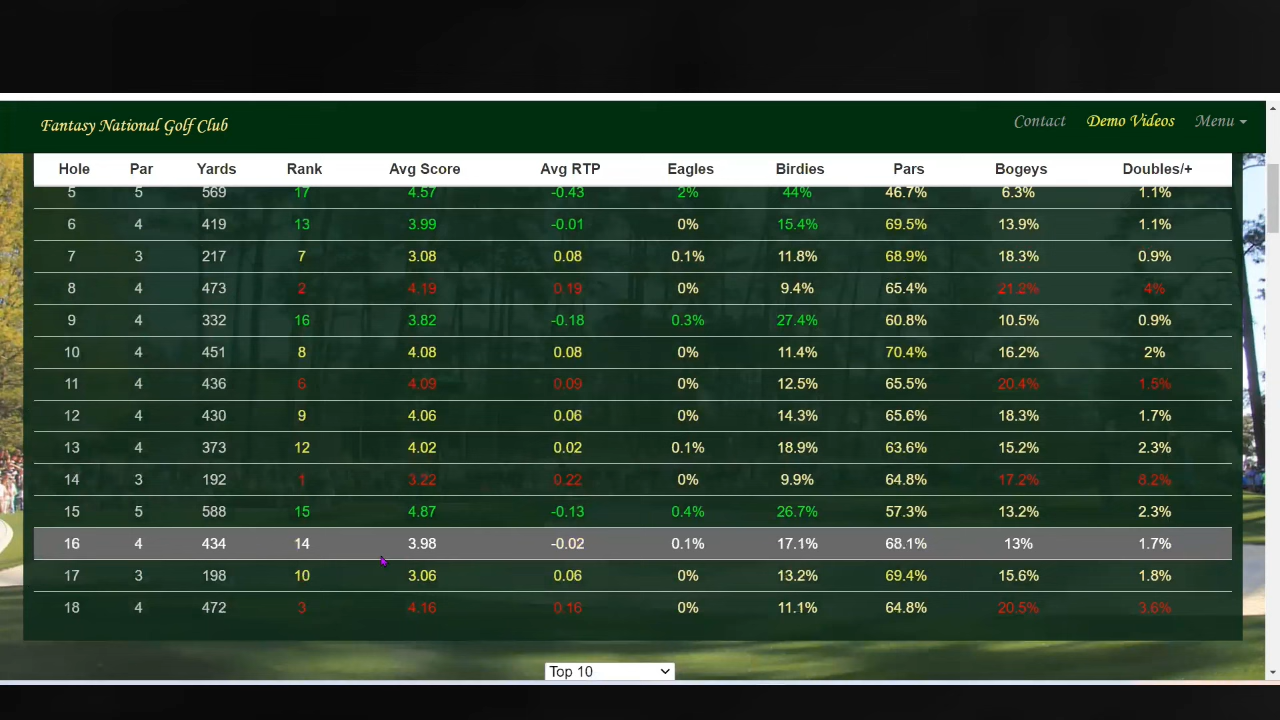 Fantasy National Golf Club Contact Demo Videos Menu
Hole Par Yards Rank Avg Score Avg RTP Eagles Birdies Pars Bogeys Doubles/+
5 5 569 17 4.57 -0.43 2% 44% 46.7% 6.3% 1.1%
6 4 419 13 3.99 -0.01 0% 15.4% 69.5% 13.9% 1.1%
7 3 217 7 3.08 0.08 0.1% 11.8% 68.9% 18.3% 0.9%
8 4 473 2 4.19 0.19 0% 9.4% 65.4% 21.2% 4%
9 4 332 16 3.82 -0.18 0.3% 27.4% 60.8% 10.5% 0.9%
10 4 451 8 4.08 0.08 0% 11.4% 70.4% 16.2% 2%
11 4 436 6 4.09 0.09 0% 12.5% 65.5% 20.4% 1.5%
12 4 430 9 4.06 0.06 0% 14.3% 65.6% 18.3% 1.7%
13 4 373 12 4.02 0.02 0.1% 18.9% 63.6% 15.2% 2.3%
14 3 192 1 3.22 0.22 0% 9.9% 64.8% 17.2% 8.2%
15 5 588 15 4.87 -0.13 0.4% 26.7% 57.3% 13.2% 2.3%
16 4 434 14 3.98 -0.02 0.1% 17.1% 68.1% 13% 1.7%
17 3 198 10 3.06 0.06 0% 13.2% 69.4% 15.6% 1.8%
18 4 472 3 4.16 0.16 0% 11.1% 64.8% 20.5% 3.6%
Top 10